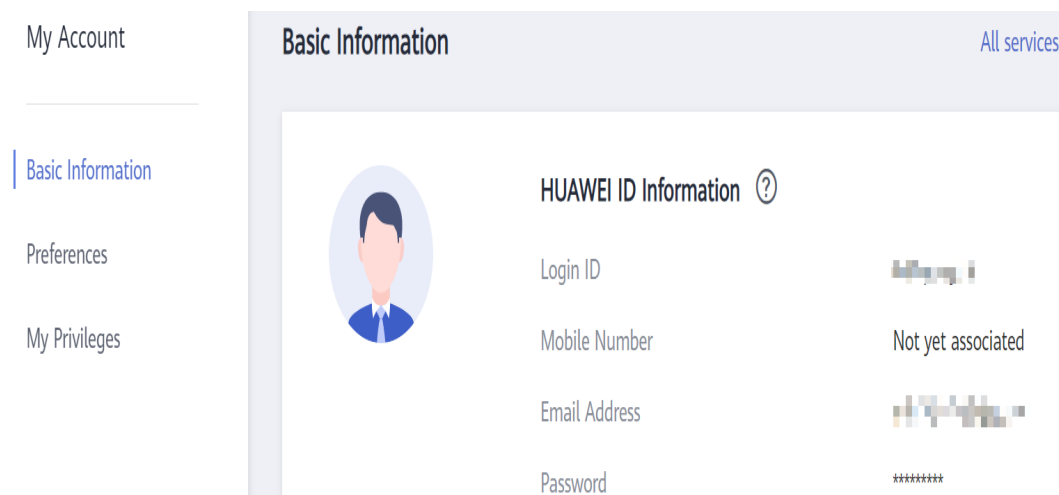 My Account
Basic Information
Preferences
My Privileges
Basic Information
All services
HUAWEI ID Information ?
Login ID
Mobile Number Not yet associated
Email Address
Password *********